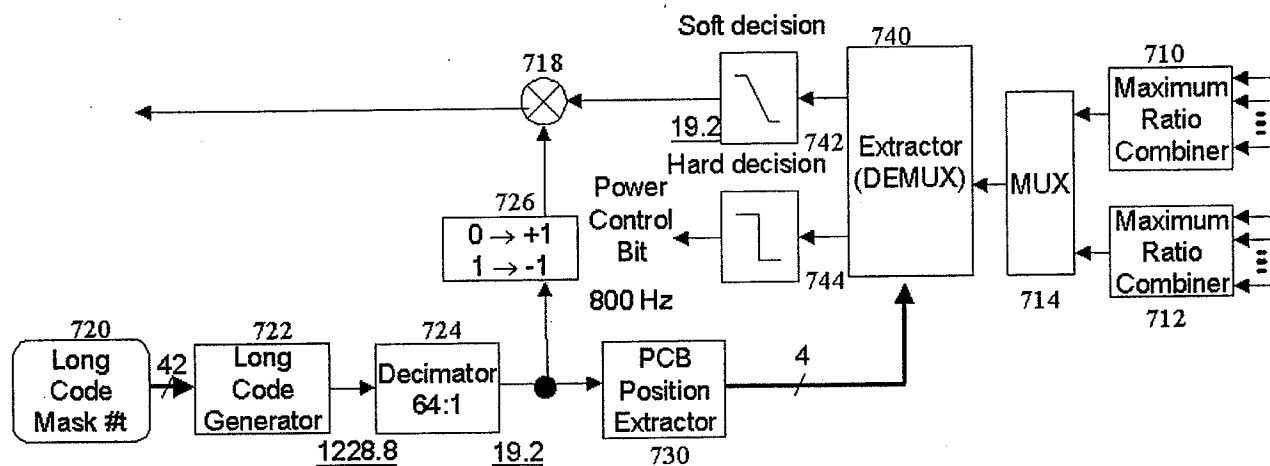 Soft decision
740
710
718
Maximum
Ratio
Combiner
19.2
742
Extractor
(DEMUX)
MUX
Hard decision
Power
Control
Bit
726
0 → +1
1 → -1
744
714
Maximum
Ratio
Combiner
712
800 Hz
720
722
724
Long
Code
Mask #t
42
Long
Code
Generator
Decimator
64:1
PCB
Position
Extractor
4
1228.8
19.2
730